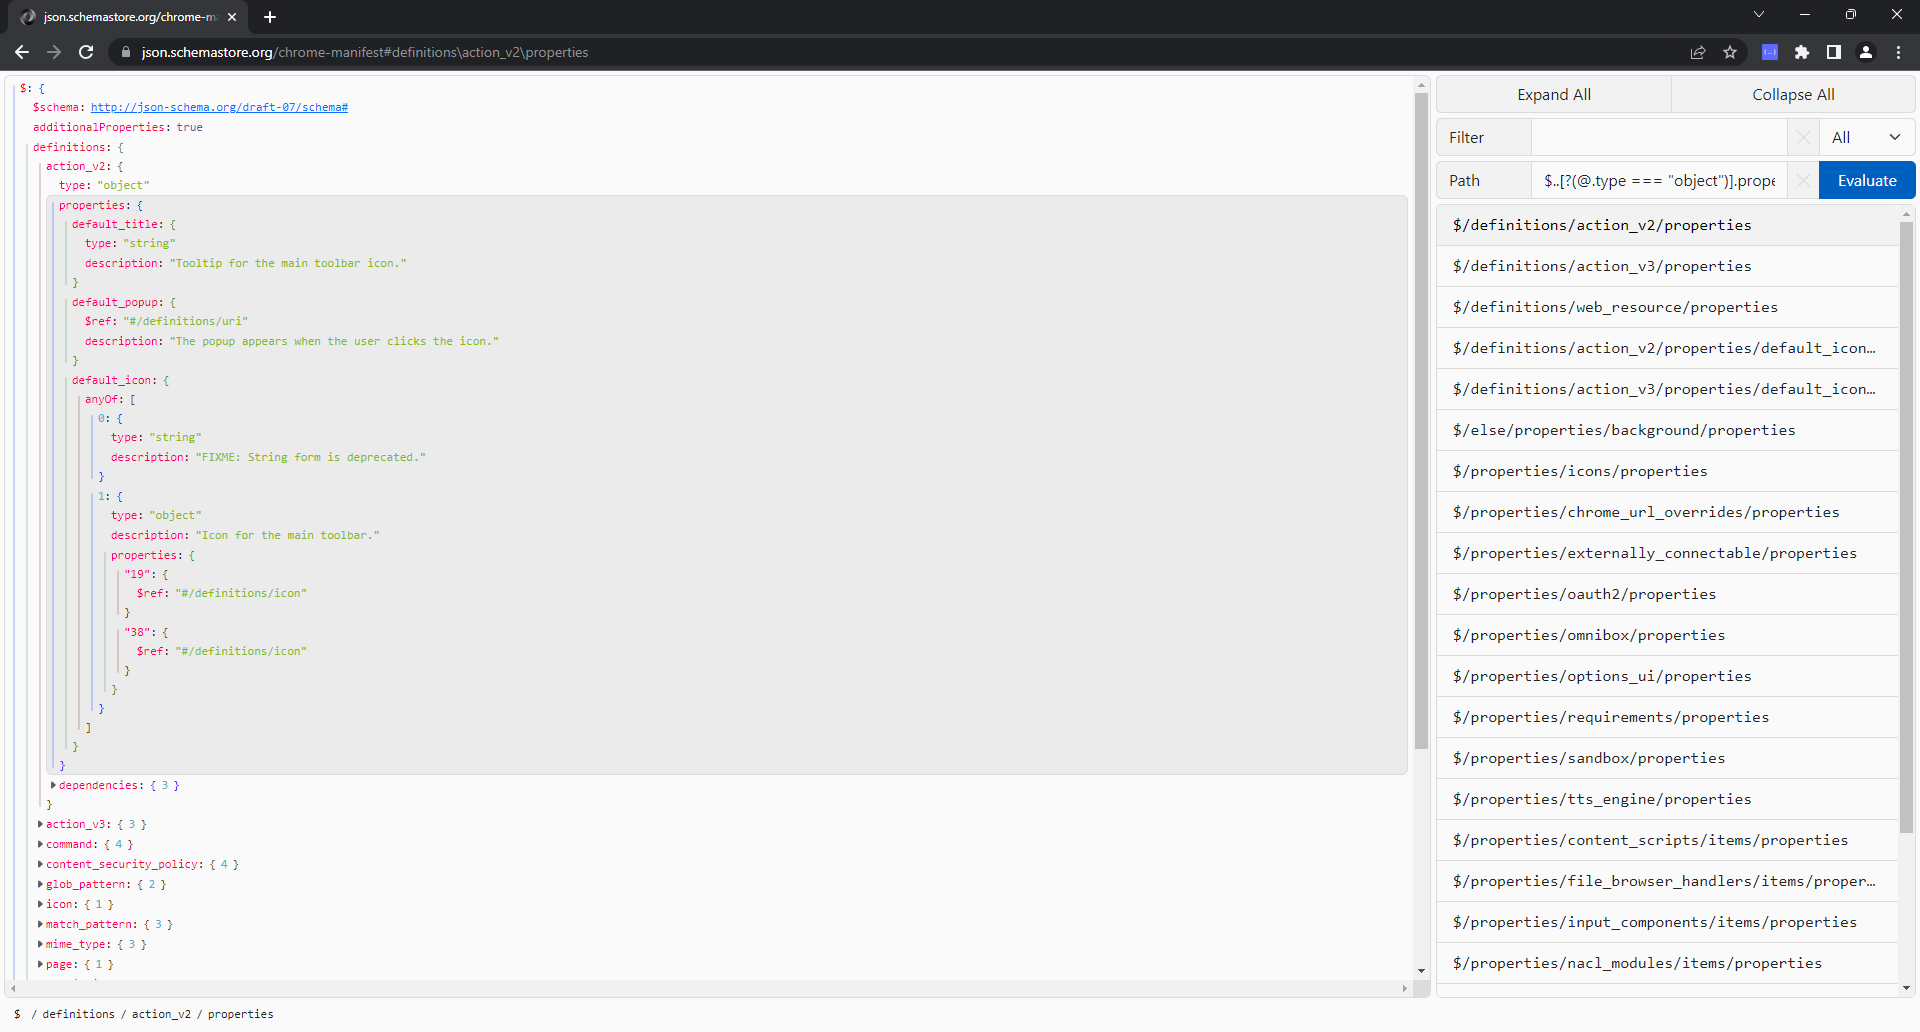 json.schemastore.org/chrome-m
json.schemastore.org/chrome-manifest#definitions\action_v2\properties
$: {
$schema: http://json-schema.org/draft-07/schema#
additionalProperties: true
definitions: {
action_v2: {
type: "object"
properties: {
default_title: {
type: "string"
description: "Tooltip for the main toolbar icon."
}
default_popup: {
$ref: "#/definitions/uri"
description: "The popup appears when the user clicks the icon."
}
default_icon: {
anyOf: [
0: {
type: "string"
description: "FIXME: String form is deprecated."
}
1: {
type: "object"
description: "Icon for the main toolbar."
properties: {
"19": {
$ref: "#/definitions/icon"
}
"38": {
$ref: "#/definitions/icon"
}
}
}
]
}
}
dependencies: { 3 }
}
action_v3: { 3 }
command: { 4 }
content_security_policy: { 4 }
glob_pattern: { 2 }
icon: { 1 }
match_pattern: { 3 }
mime_type: { 3 }
page: { 1 }
Expand All
Collapse All
Filter
All
Path
$..[?(@.type === "object")].prope
Evaluate
$/definitions/action_v2/properties
$/definitions/action_v3/properties
$/definitions/web_resource/properties
$/definitions/action_v2/properties/default_icon…
$/definitions/action_v3/properties/default_icon…
$/else/properties/background/properties
$/properties/icons/properties
$/properties/chrome_url_overrides/properties
$/properties/externally_connectable/properties
$/properties/oauth2/properties
$/properties/omnibox/properties
$/properties/options_ui/properties
$/properties/requirements/properties
$/properties/sandbox/properties
$/properties/tts_engine/properties
$/properties/content_scripts/items/properties
$/properties/file_browser_handlers/items/proper…
$/properties/input_components/items/properties
$/properties/nacl_modules/items/properties
$ / definitions / action_v2 / properties